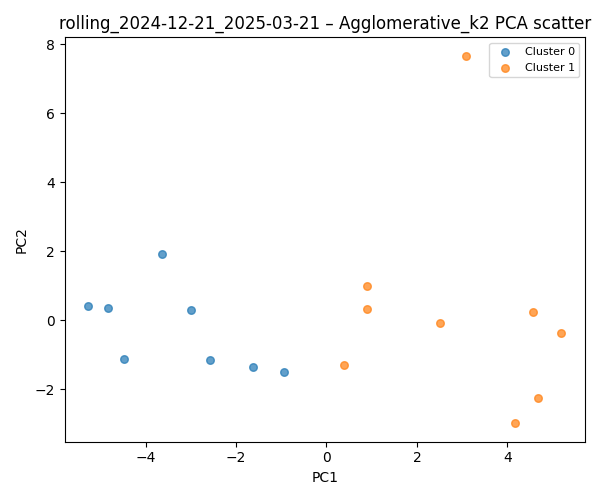 rolling_2024-12-21_2025-03-21 – Agglomerative_k2 PCA scatter
Cluster 0
Cluster 1
8
6
4
2
0
−2
PC2
−4
−2
0
2
4
PC1